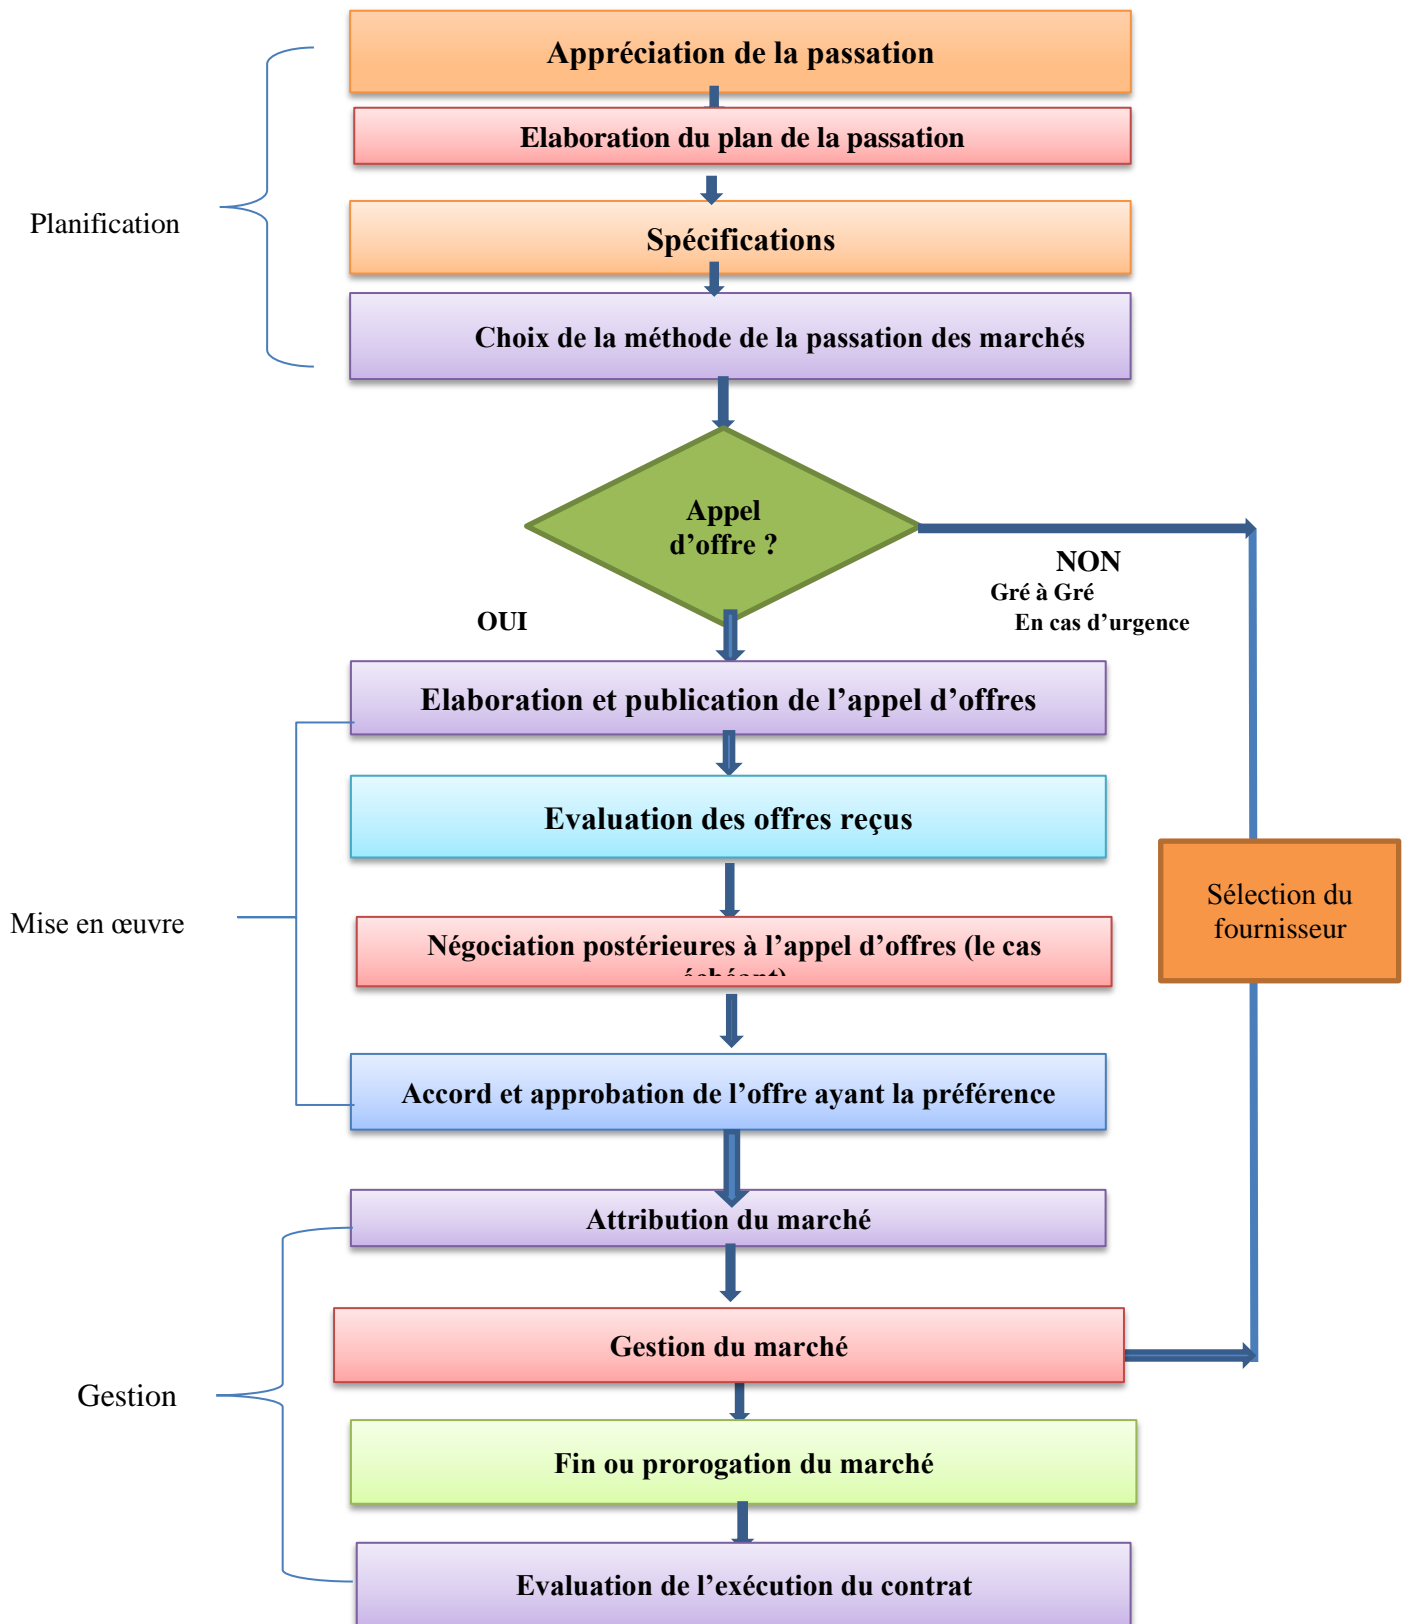 Appréciation de la passation
Elaboration du plan de la passation
Planification
Spécifications
Choix de la méthode de la passation des marchés
Appel
d’offre ?
NON
Gré à Gré
En cas d’urgence
OUI
Elaboration et publication de l’appel d’offres
Evaluation des offres reçus
Sélection du
fournisseur
Mise en œuvre
Négociation postérieures à l’appel d’offres (le cas
Accord et approbation de l’offre ayant la préférence
Attribution du marché
Gestion du marché
Gestion
Fin ou prorogation du marché
Evaluation de l’exécution du contrat